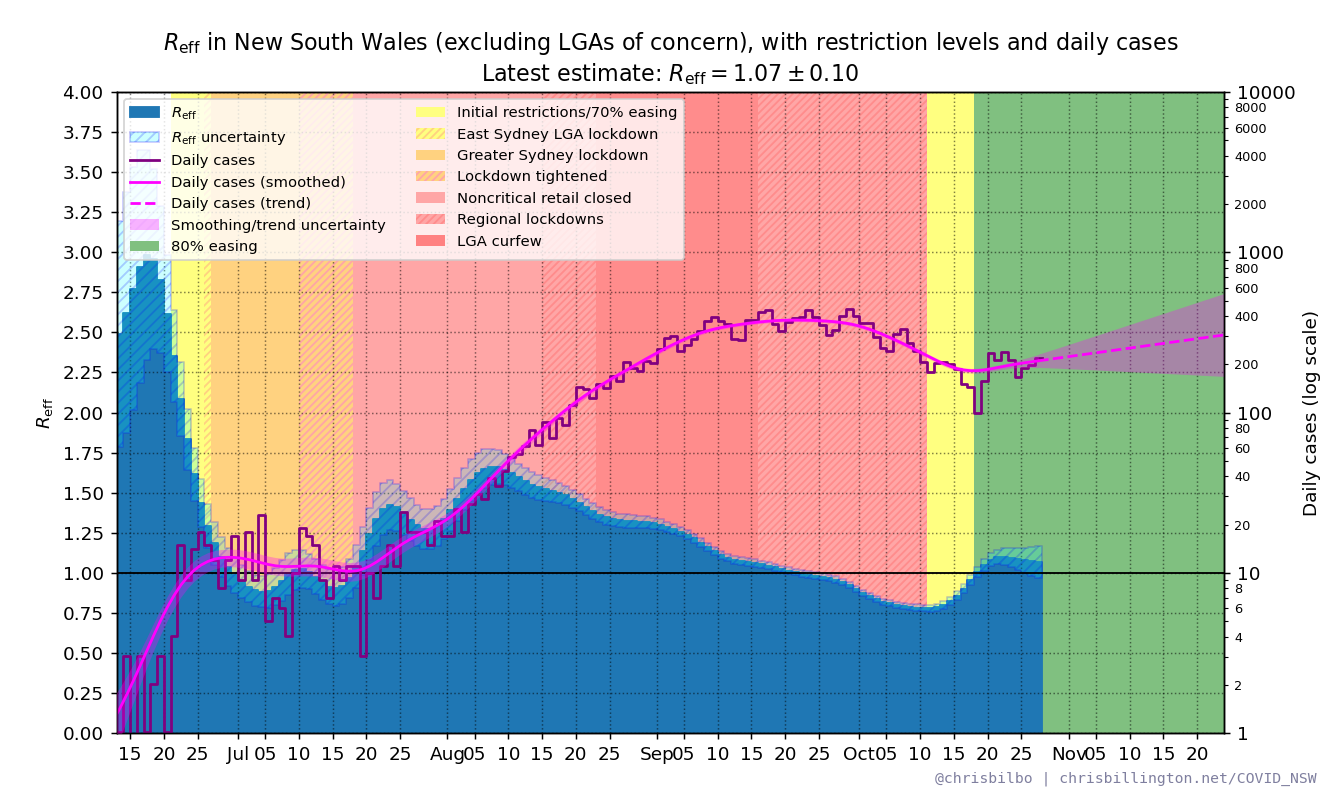 R_eff in New South Wales (excluding LGAs of concern), with restriction levels and daily cases
Latest estimate: R_eff = 1.07 ± 0.10
R_eff
R_eff uncertainty
Daily cases
Daily cases (smoothed)
Daily cases (trend)
Smoothing/trend uncertainty
80% easing
Initial restrictions/70% easing
East Sydney LGA lockdown
Greater Sydney lockdown
Lockdown tightened
Noncritical retail closed
Regional lockdowns
LGA curfew
R_eff
4.00
3.75
3.50
3.25
3.00
2.75
2.50
2.25
2.00
1.75
1.50
1.25
1.00
0.75
0.50
0.25
0.00
10000
8000
6000
4000
2000
1000
800
600
400
200
100
80
60
40
20
10
8
6
4
2
1
Daily cases (log scale)
15 20 25 Jul 05 10 15 20 25 Aug 05 10 15 20 25 Sep 05 10 15 20 25 Oct 05 10 15 20 25 Nov 05 10 15 20
@chrisbilbo | chrisbillington.net/COVID_NSW